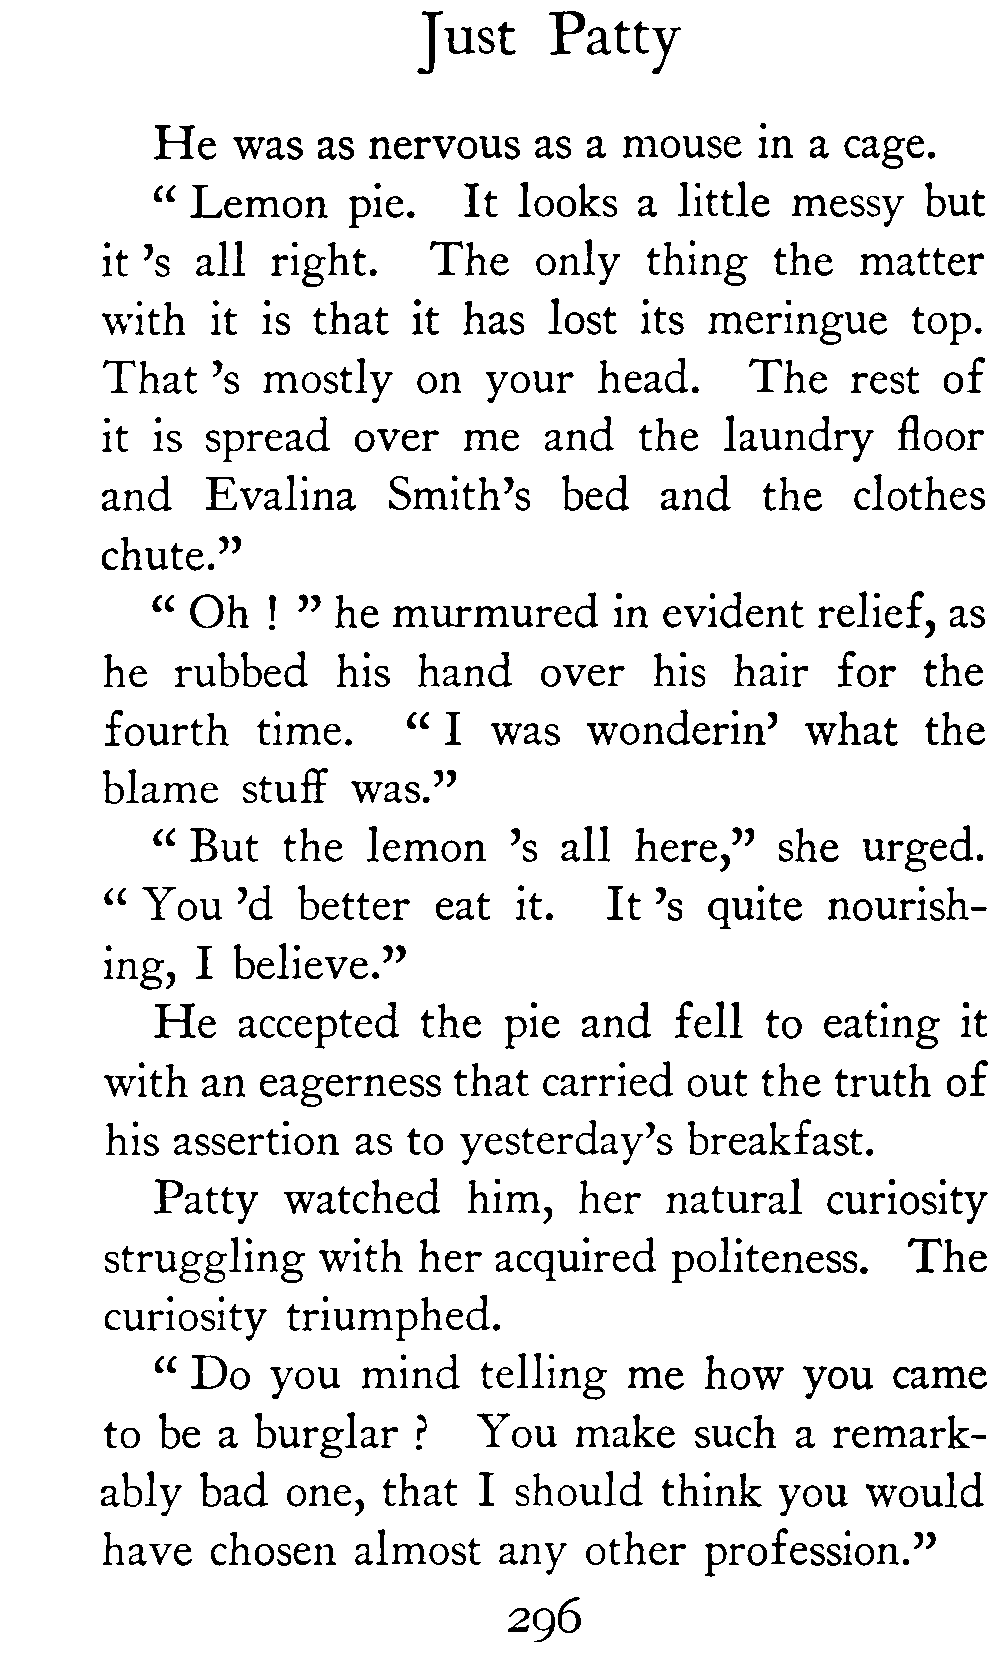 Just Patty
He was as nervous as a mouse in a cage.
“ Lemon pie. It looks a little messy but
it ’s all right. The only thing the matter
with it is that it has lost its meringue top.
That ’s mostly on your head. The rest of
it is spread over me and the laundry floor
and Evalina Smith’s bed and the clothes
chute.”
“ Oh ! ” he murmured in evident relief, as
he rubbed his hand over his hair for the
fourth time. “ I was wonderin’ what the
blame stuff was.”
“ But the lemon ’s all here,” she urged.
“ You ’d better eat it. It ’s quite nourish-
ing, I believe.”
He accepted the pie and fell to eating it
with an eagerness that carried out the truth of
his assertion as to yesterday’s breakfast.
Patty watched him, her natural curiosity
struggling with her acquired politeness. The
curiosity triumphed.
“ Do you mind telling me how you came
to be a burglar ? You make such a remark-
ably bad one, that I should think you would
have chosen almost any other profession.”
296